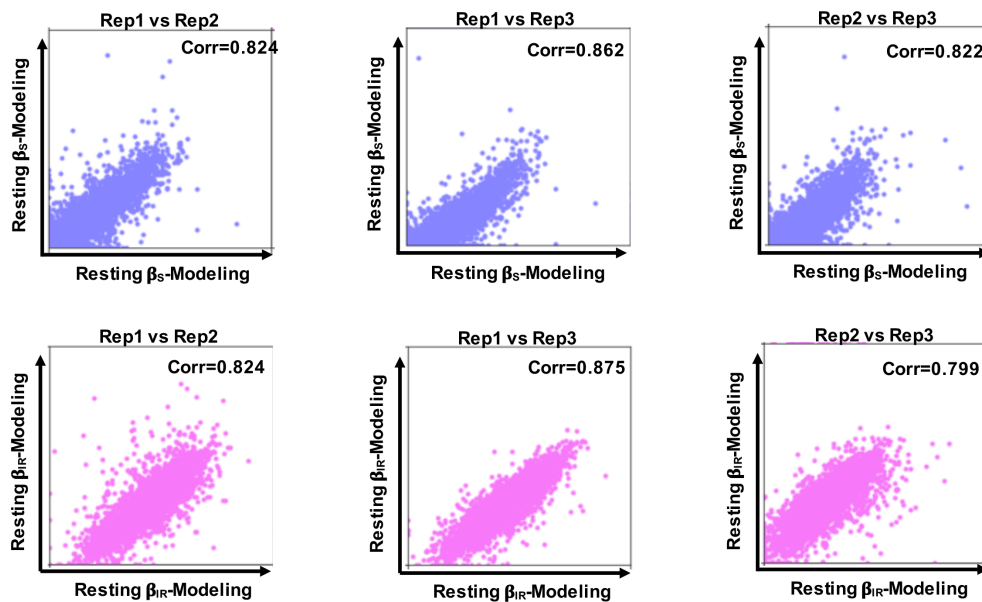 Rep1 vs Rep2
Corr=0.824
Resting βS-Modeling
Resting βS-Modeling
Rep1 vs Rep3
Corr=0.862
Resting βS-Modeling
Resting βS-Modeling
Rep2 vs Rep3
Corr=0.822
Resting βS-Modeling
Resting βS-Modeling
Rep1 vs Rep2
Corr=0.824
Resting βIR-Modeling
Resting βIR-Modeling
Rep1 vs Rep3
Corr=0.875
Resting βIR-Modeling
Resting βIR-Modeling
Rep2 vs Rep3
Corr=0.799
Resting βIR-Modeling
Resting βIR-Modeling